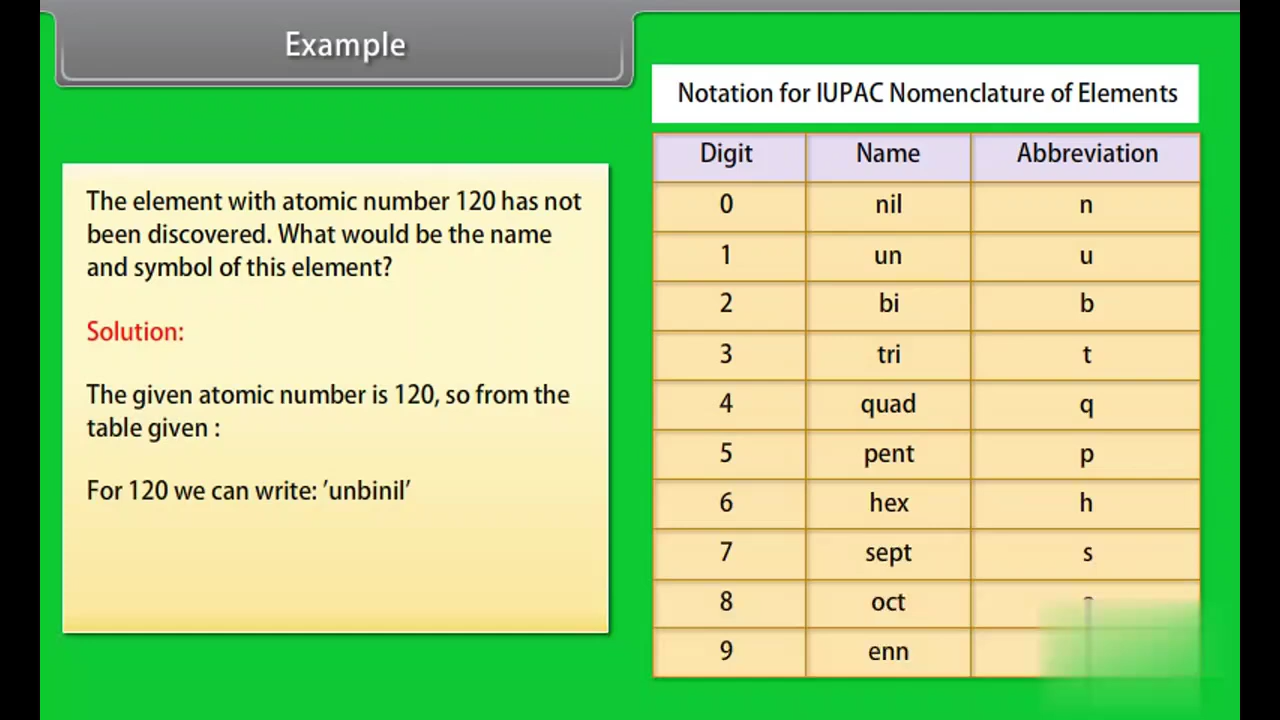 Example
The element with atomic number 120 has not
been discovered. What would be the name
and symbol of this element?
Solution:
The given atomic number is 120, so from the
table given :
For 120 we can write: ’unbinil’
Notation for IUPAC Nomenclature of Elements
Digit Name Abbreviation
0 nil n
1 un u
2 bi b
3 tri t
4 quad q
5 pent p
6 hex h
7 sept s
8 oct
9 enn